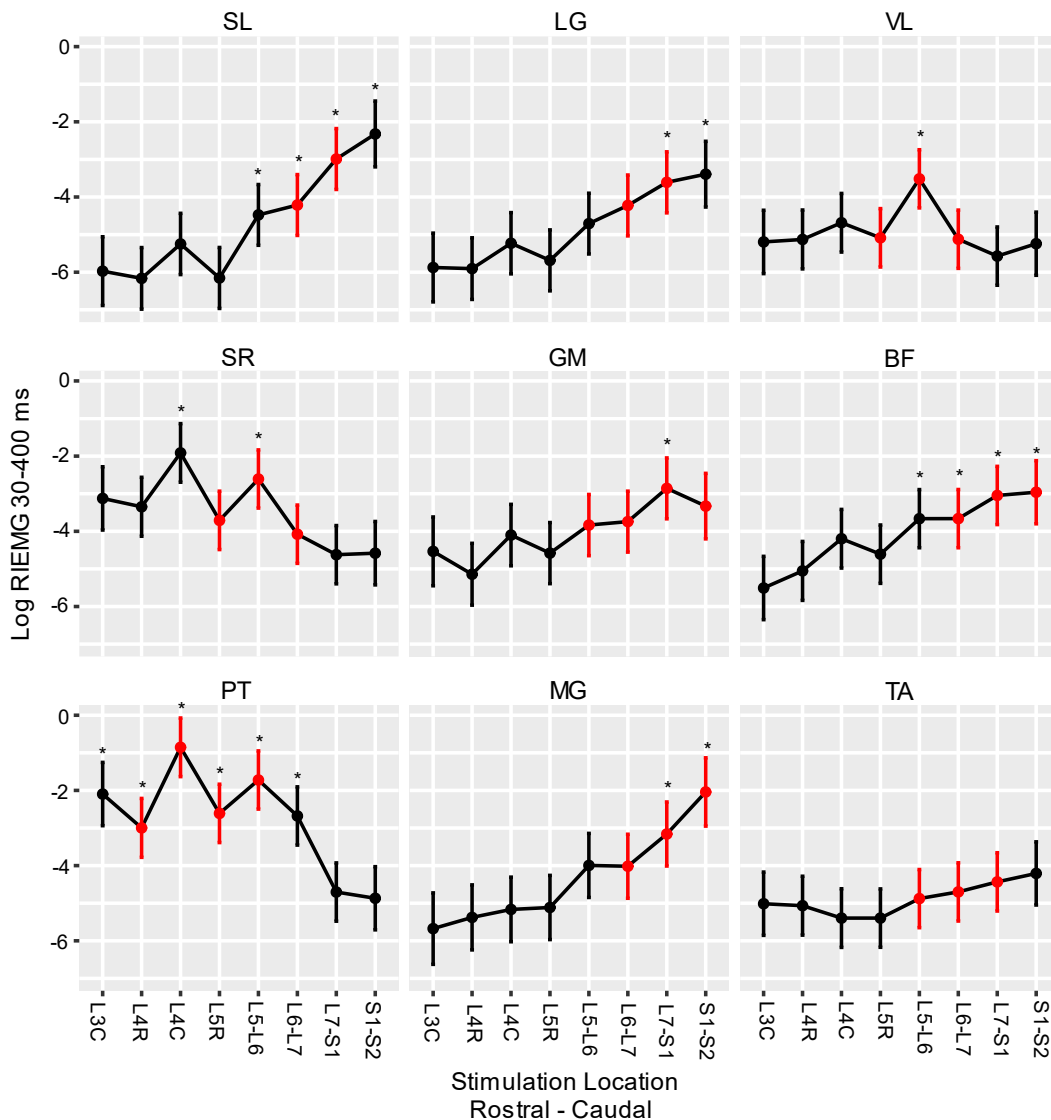 SL LG VL
0
-2
-4
-6
* * * *
* *
*
SR GM BF
0
-2
-4
-6
* *
*
* * * *
PT MG TA
0
-2
-4
-6
* * * * * *
* *
Log RIEMG 30-400 ms
L3C L4R L4C L5R L5-L6 L6-L7 L7-S1 S1-S2
L3C L4R L4C L5R L5-L6 L6-L7 L7-S1 S1-S2
L3C L4R L4C L5R L5-L6 L6-L7 L7-S1 S1-S2
Stimulation Location
Rostral - Caudal